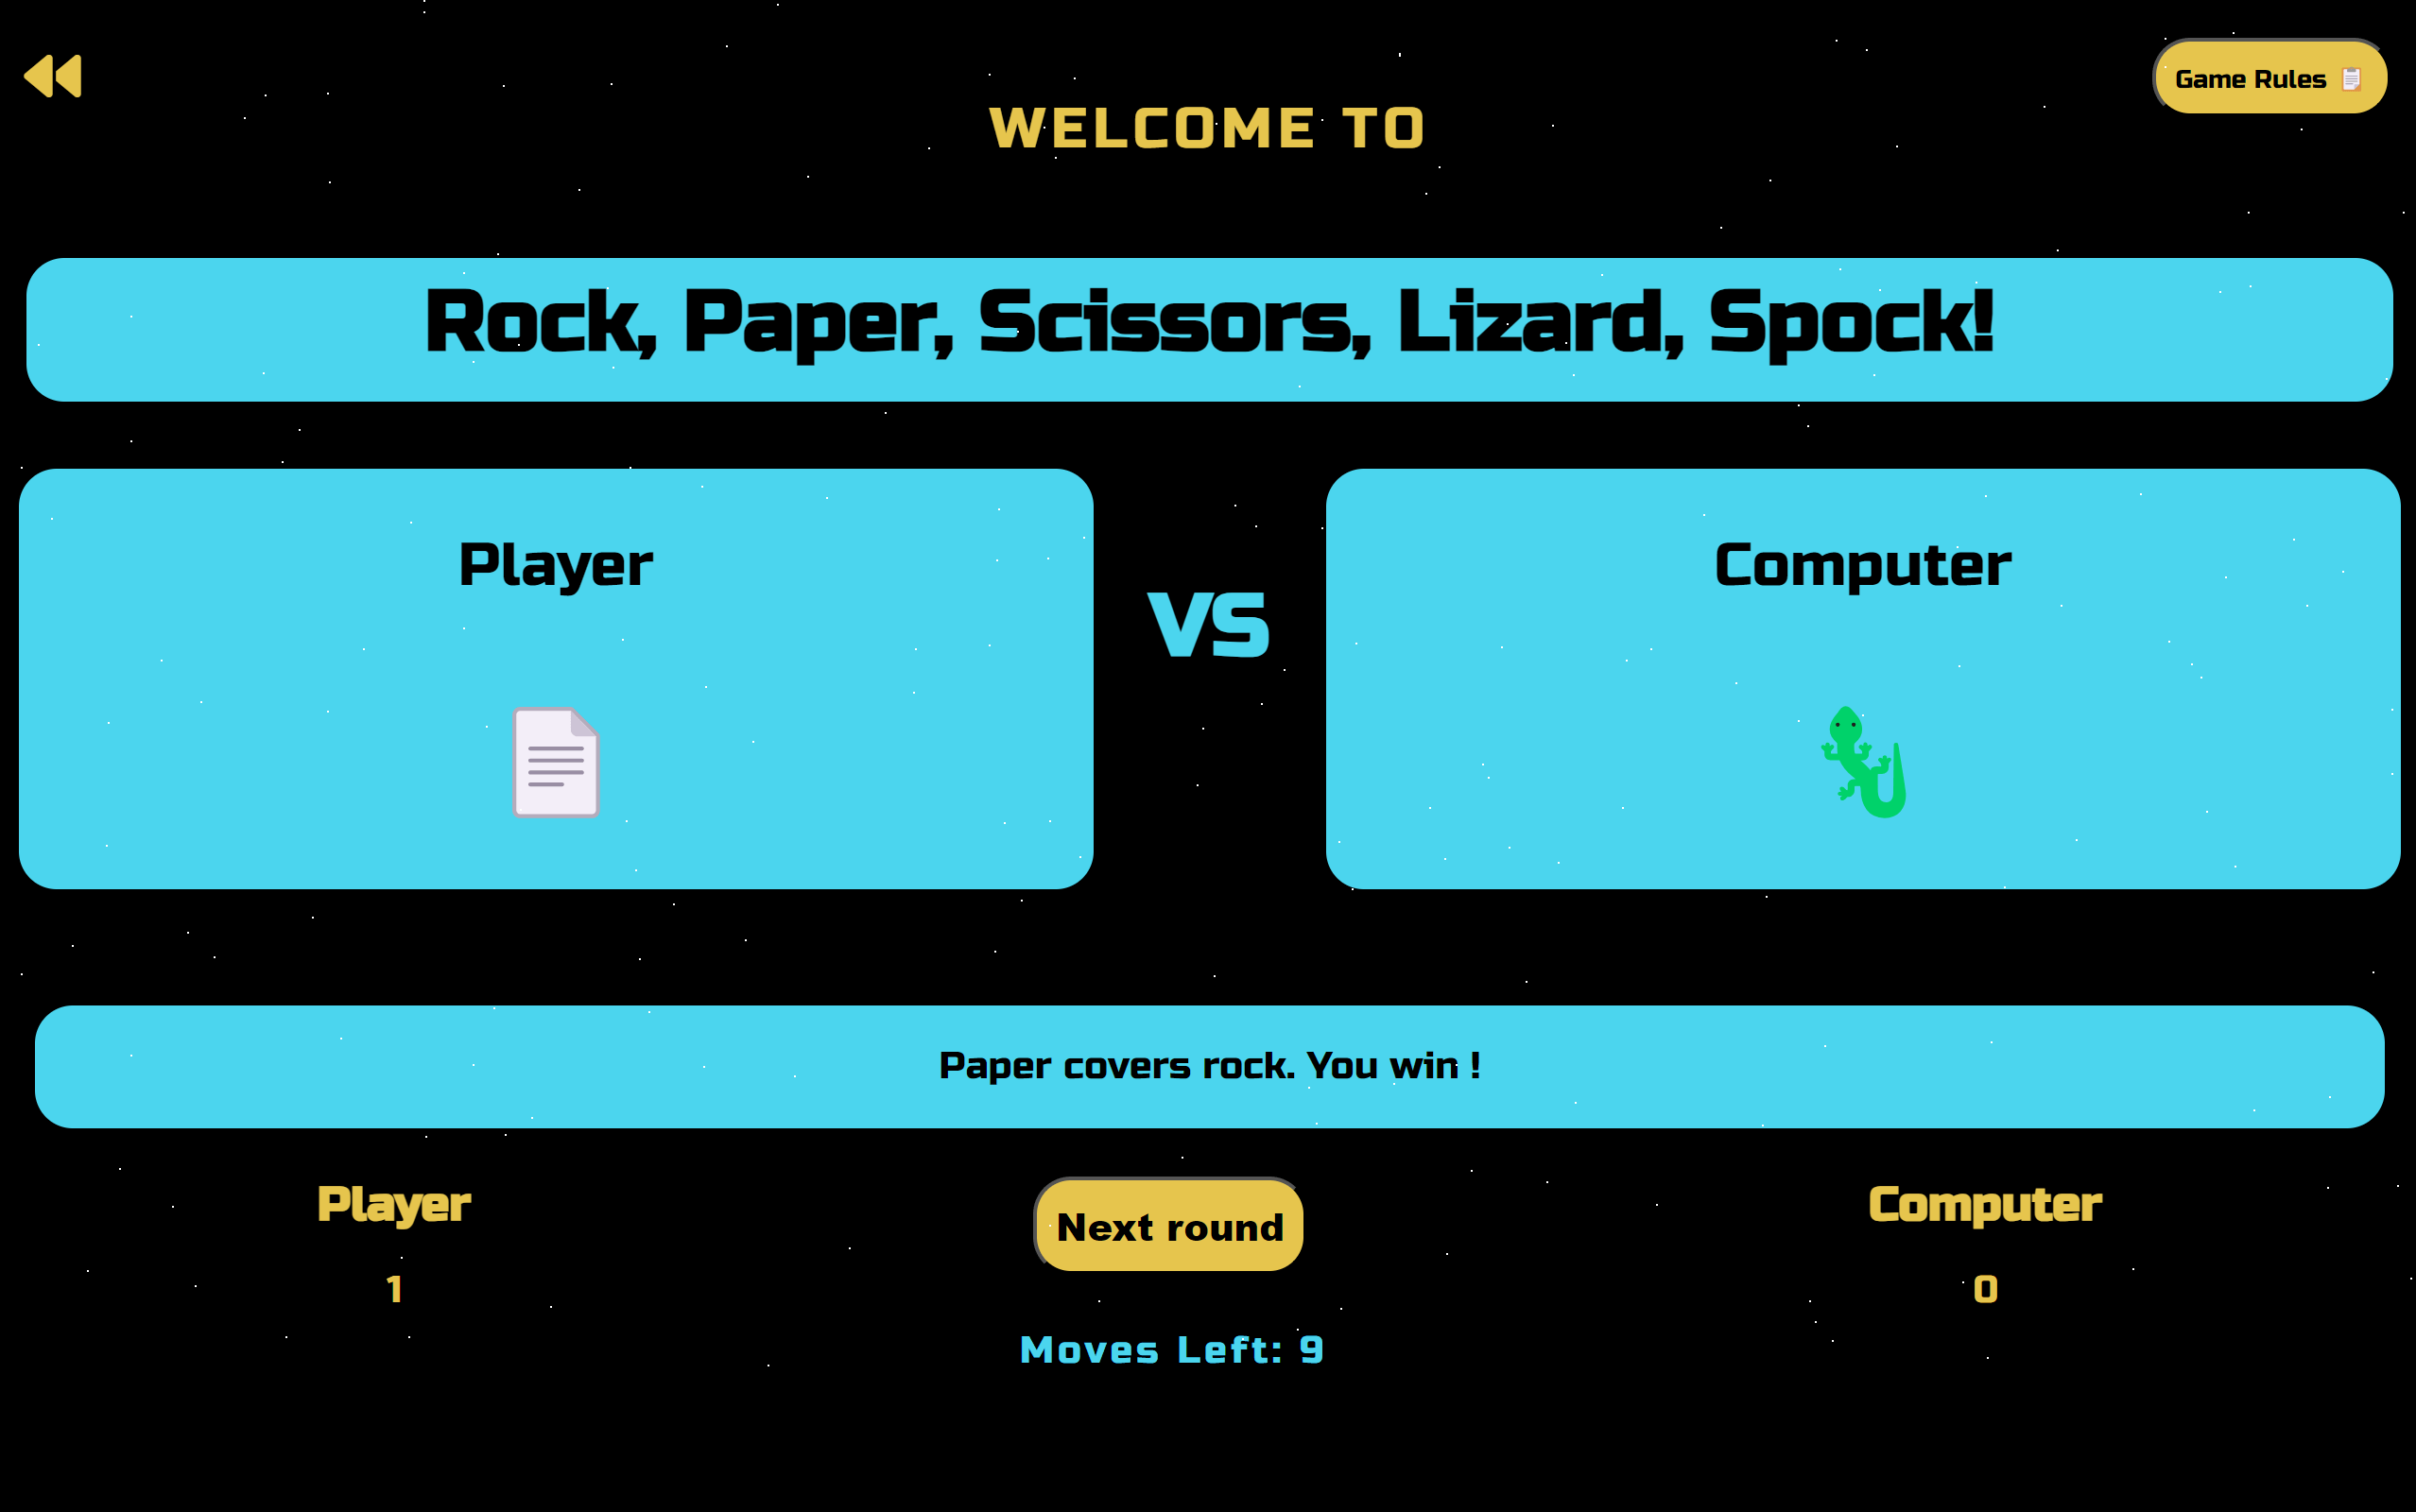 Game Rules
WELCOME TO
Rock, Paper, Scissors, Lizard, Spock!
Player
VS
Computer
Paper covers rock. You win !
Player
Next round
Computer
1
0
Moves Left: 9